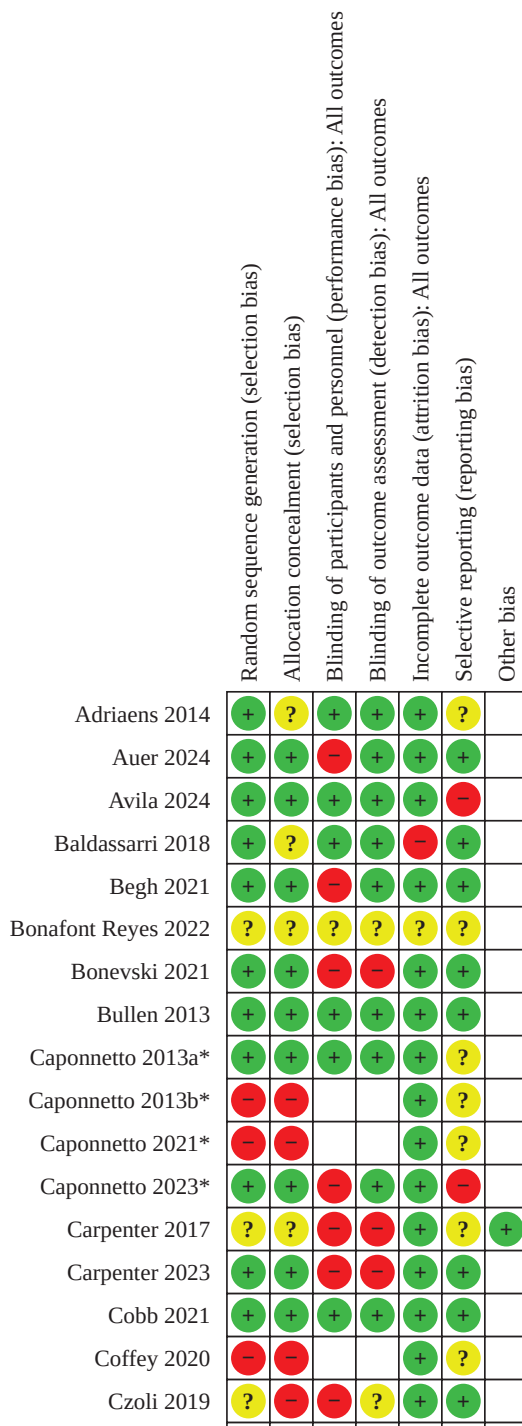 Random sequence generation (selection bias)
Allocation concealment (selection bias)
Blinding of participants and personnel (performance bias): All outcomes
Blinding of outcome assessment (detection bias): All outcomes
Incomplete outcome data (attrition bias): All outcomes
Selective reporting (reporting bias)
Other bias
Adriaens 2014 + ? + + + ?
Auer 2024 + + − + + +
Avila 2024 + + + + + −
Baldassarri 2018 + ? + + − +
Begh 2021 + + − + + +
Bonafont Reyes 2022 ? ? ? ? ? ?
Bonevski 2021 + + − − + +
Bullen 2013 + + + + + +
Caponnetto 2013a* + + + + + ?
Caponnetto 2013b* − − + ?
Caponnetto 2021* − − + ?
Caponnetto 2023* + + − + + −
Carpenter 2017 ? ? − − + ? +
Carpenter 2023 + + − − + +
Cobb 2021 + + + + + +
Coffey 2020 − − + ?
Czoli 2019 ? − − ? + +